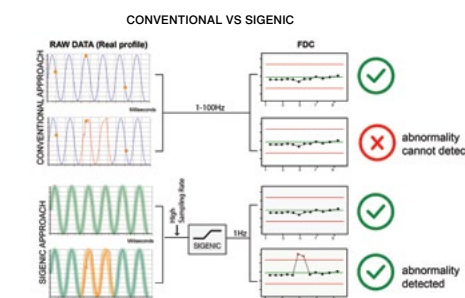 CONVENTIONAL VS SIGENIC
RAW DATA (Real profile)
FDC
CONVENTIONAL APPROACH
Milliseconds
1-100Hz
abnormality
cannot detec
SIGENIC APPROACH
High
Sampling Rate
SIGENIC
1Hz
Milliseconds
abnormality
detected